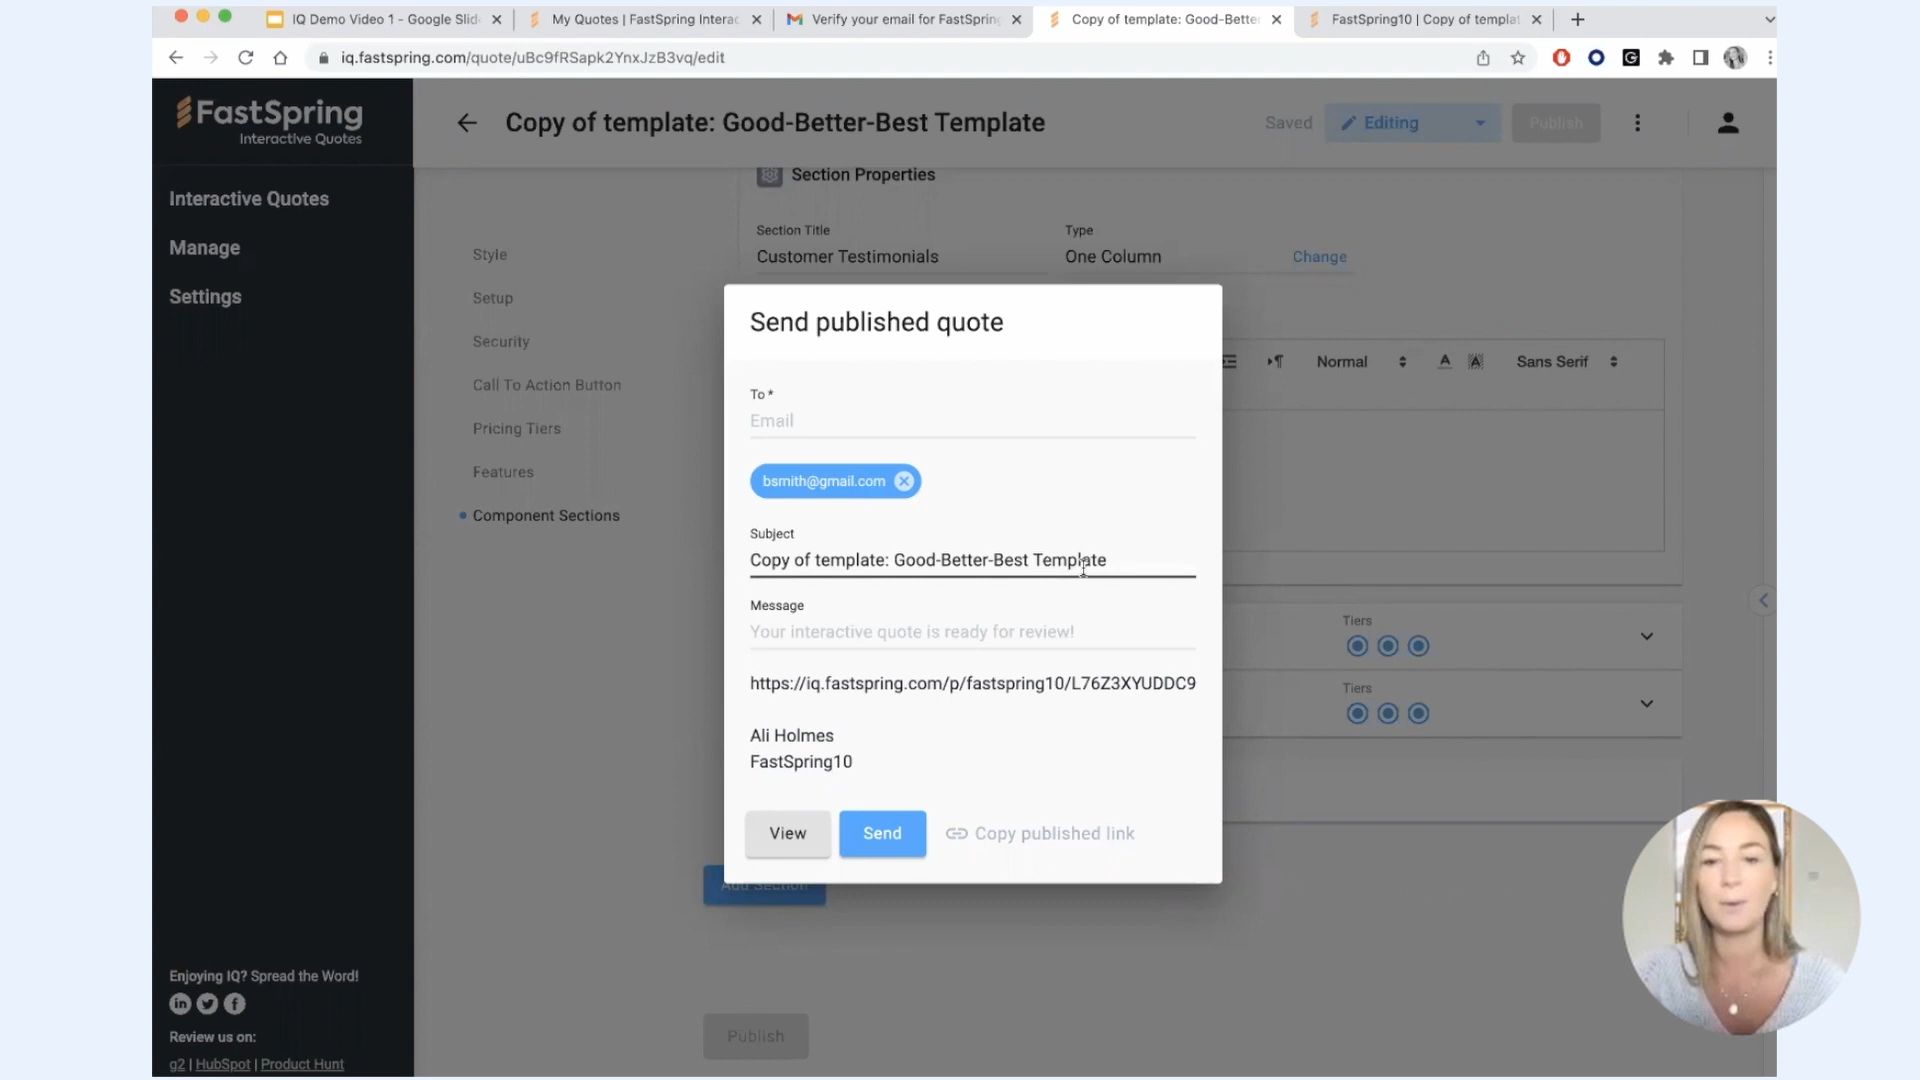 IQ Demo Video 1 - Google Slid
My Quotes | FastSpring Interac
Verify your email for FastSpring
Copy of template: Good-Bette
FastSpring10 | Copy of templat
iq.fastspring.com/quote/uBc9fRSapk2YnxJzB3vq/edit
FastSpring
Interactive Quotes
Copy of template: Good-Better-Best Template
Saved
Editing
Publish
Interactive Quotes
Manage
Settings
Style
Setup
Security
Call To Action Button
Pricing Tiers
Features
Component Sections
Section Properties
Section Title
Type
Customer Testimonials
One Column
Change
Normal
Sans Serif
Tiers
Tiers
Send published quote
To *
Email
bsmith@gmail.com
Subject
Copy of template: Good-Better-Best Template
Message
Your interactive quote is ready for review!
https://iq.fastspring.com/p/fastspring10/L76Z3XYUDDC9
Ali Holmes
FastSpring10
View
Send
Copy published link
Add Section
Publish
Enjoying IQ? Spread the Word!
Review us on:
g2 | HubSpot | Product Hunt